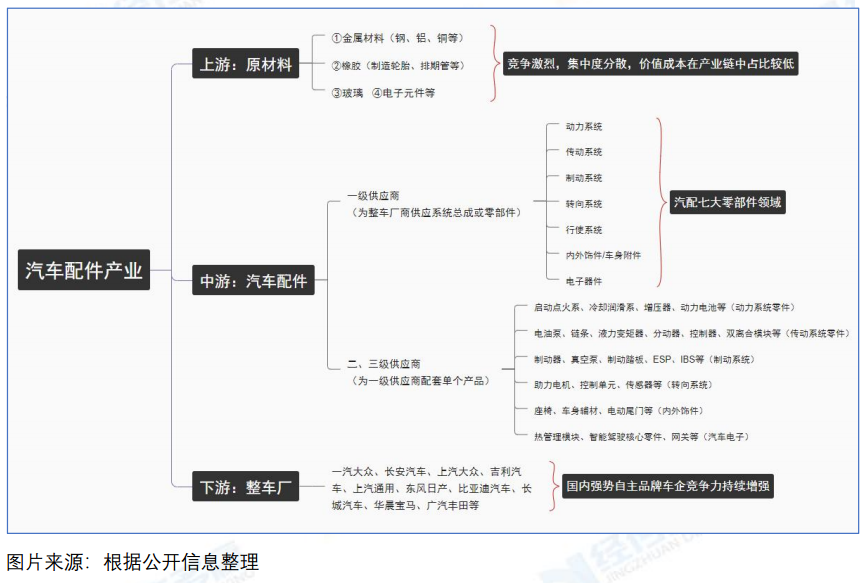 ①金属材料（钢、铝、铜等）
上游：原材料
②橡胶（制造轮胎、排期管等）
竞争激烈，集中度分散，价值成本在产业链中占比较低
③玻璃 ④电子元件等
动力系统
传动系统
制动系统
一级供应商
（为整车厂商供应系统总成或零部件）
转向系统
汽配七大零部件领域
行使系统
内外饰件/车身附件
电子器件
汽车配件产业
中游：汽车配件
启动点火系、冷却润滑系、增压器、动力电池等（动力系统零件）
电油泵、链条、液力变矩器、分动器、控制器、双离合模块等（传动系统零件）
二、三级供应商
（为一级供应商配套单个产品）
制动器、真空泵、制动踏板、ESP、IBS等（制动系统）
助力电机、控制单元、传感器等（转向系统）
座椅、车身辅材、电动尾门等（内外饰件）
热管理模块、智能驾驶核心零件、网关等（汽车电子）
下游：整车厂
一汽大众、长安汽车、上汽大众、吉利汽
车、上汽通用、东风日产、比亚迪汽车、长
城汽车、华晨宝马、广汽丰田等
国内强势自主品牌车企竞争力持续增强
图片来源：根据公开信息整理